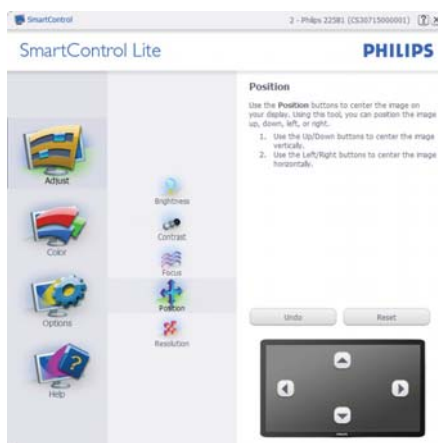 SmartControl
2 - Philips 225B1 (CS30715000001)
SmartControl Lite
PHILIPS
Adjust
Color
Options
Help
Brightness
Contrast
Focus
Position
Resolution
Position
Use the Position buttons to center the image on
your display. Using the tool, you can position the image
up, down, left, or right.
1. Use the Up/Down buttons to center the image
vertically.
2. Use the Left/Right buttons to center the image
horizontally.
Undo
Reset